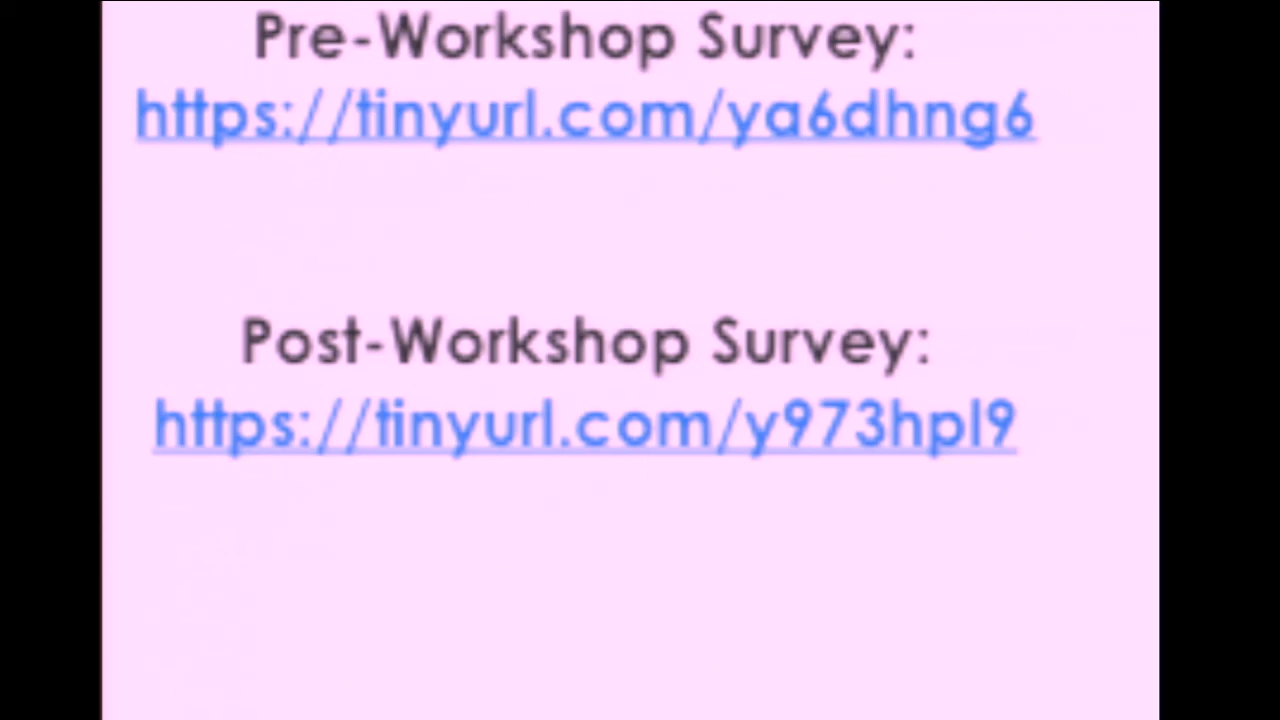 Pre-Workshop Survey:
https://tinyurl.com/ya6dhng6
Post-Workshop Survey:
https://tinyurl.com/y973hpl9